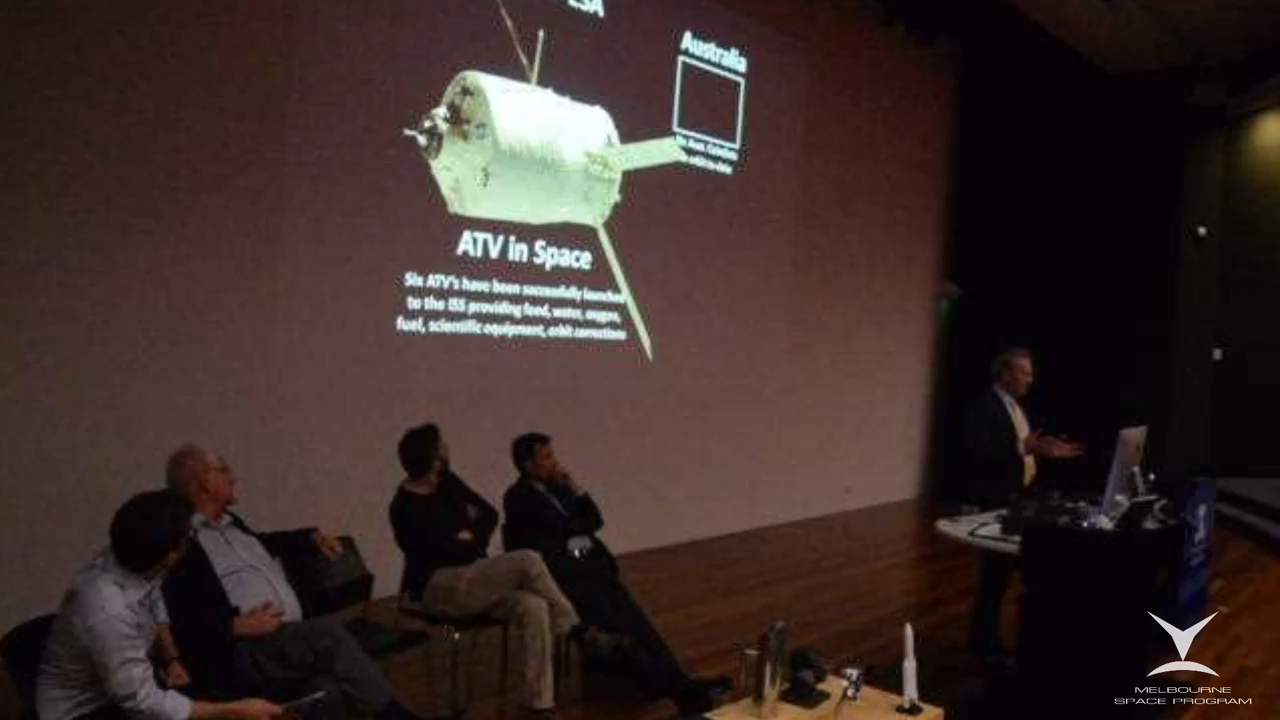 ESA
Australia
ATV in Space
Six ATV's have been successfully launched
to the ISS providing food, water, oxygen,
fuel, scientific equipment, orbit corrections
MELBOURNE
SPACE PROGRAM